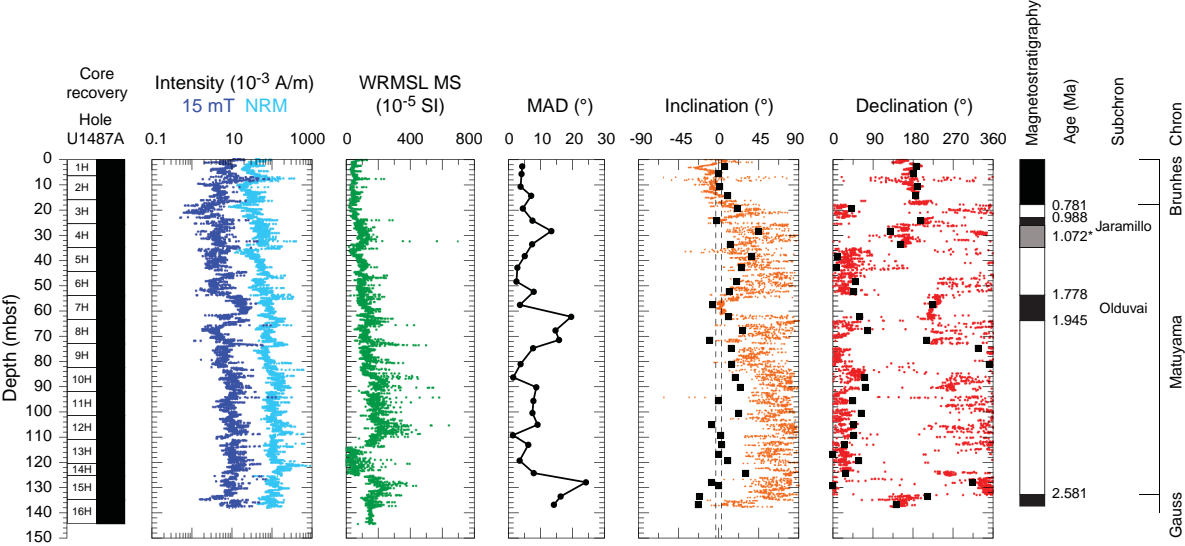 Core
recovery
Hole
U1487A
Intensity (10-3 A/m)
15 mT NRM
WRMSL MS
(10-5 SI)
MAD (°)
Inclination (°)
Declination (°)
Magnetostratigraphy
Age (Ma)
Subchron
Chron
0.1 10 1000
0 400 800
0 10 20 30
-90 -45 0 45 90
0 90 180 270 360
Depth (mbsf)
0
10
20
30
40
50
60
70
80
90
100
110
120
130
140
150
1H
2H
3H
4H
5H
6H
7H
8H
9H
10H
11H
12H
13H
14H
15H
16H
0.781
0.988
1.072*
Jaramillo
1.778
Olduvai
1.945
2.581
Brunhes
Matuyama
Gauss